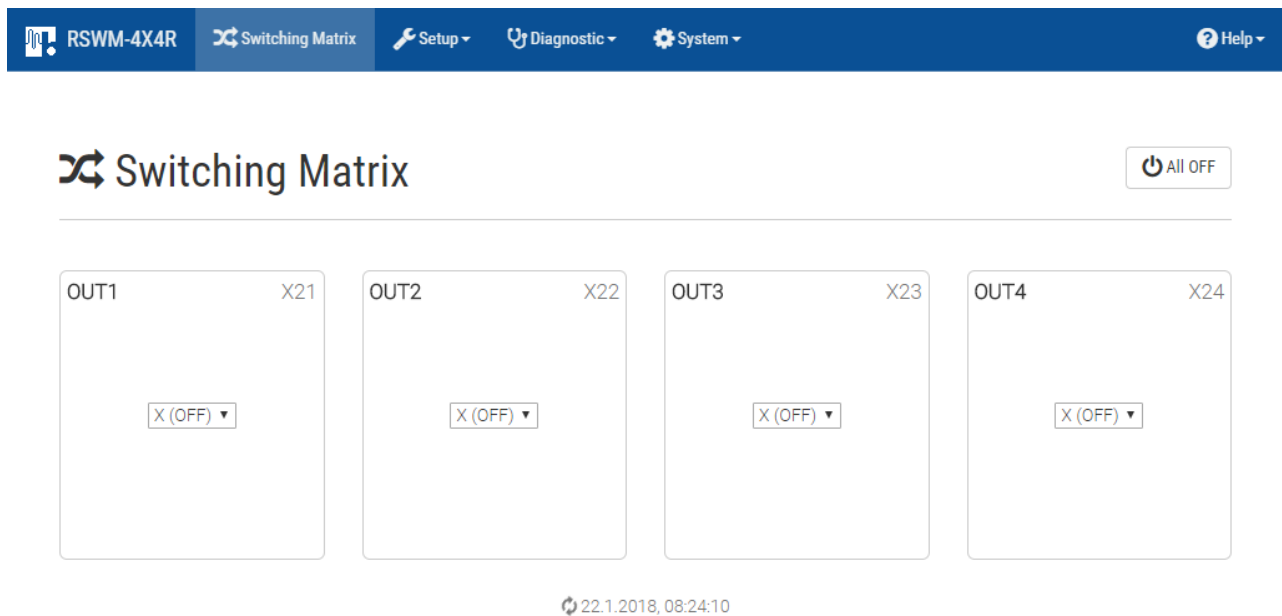 RSWM-4X4R Switching Matrix Setup Diagnostic System Help
Switching Matrix
All OFF
OUT1 X21 OUT2 X22 OUT3 X23 OUT4 X24
X (OFF) X (OFF) X (OFF) X (OFF)
22.1.2018, 08:24:10